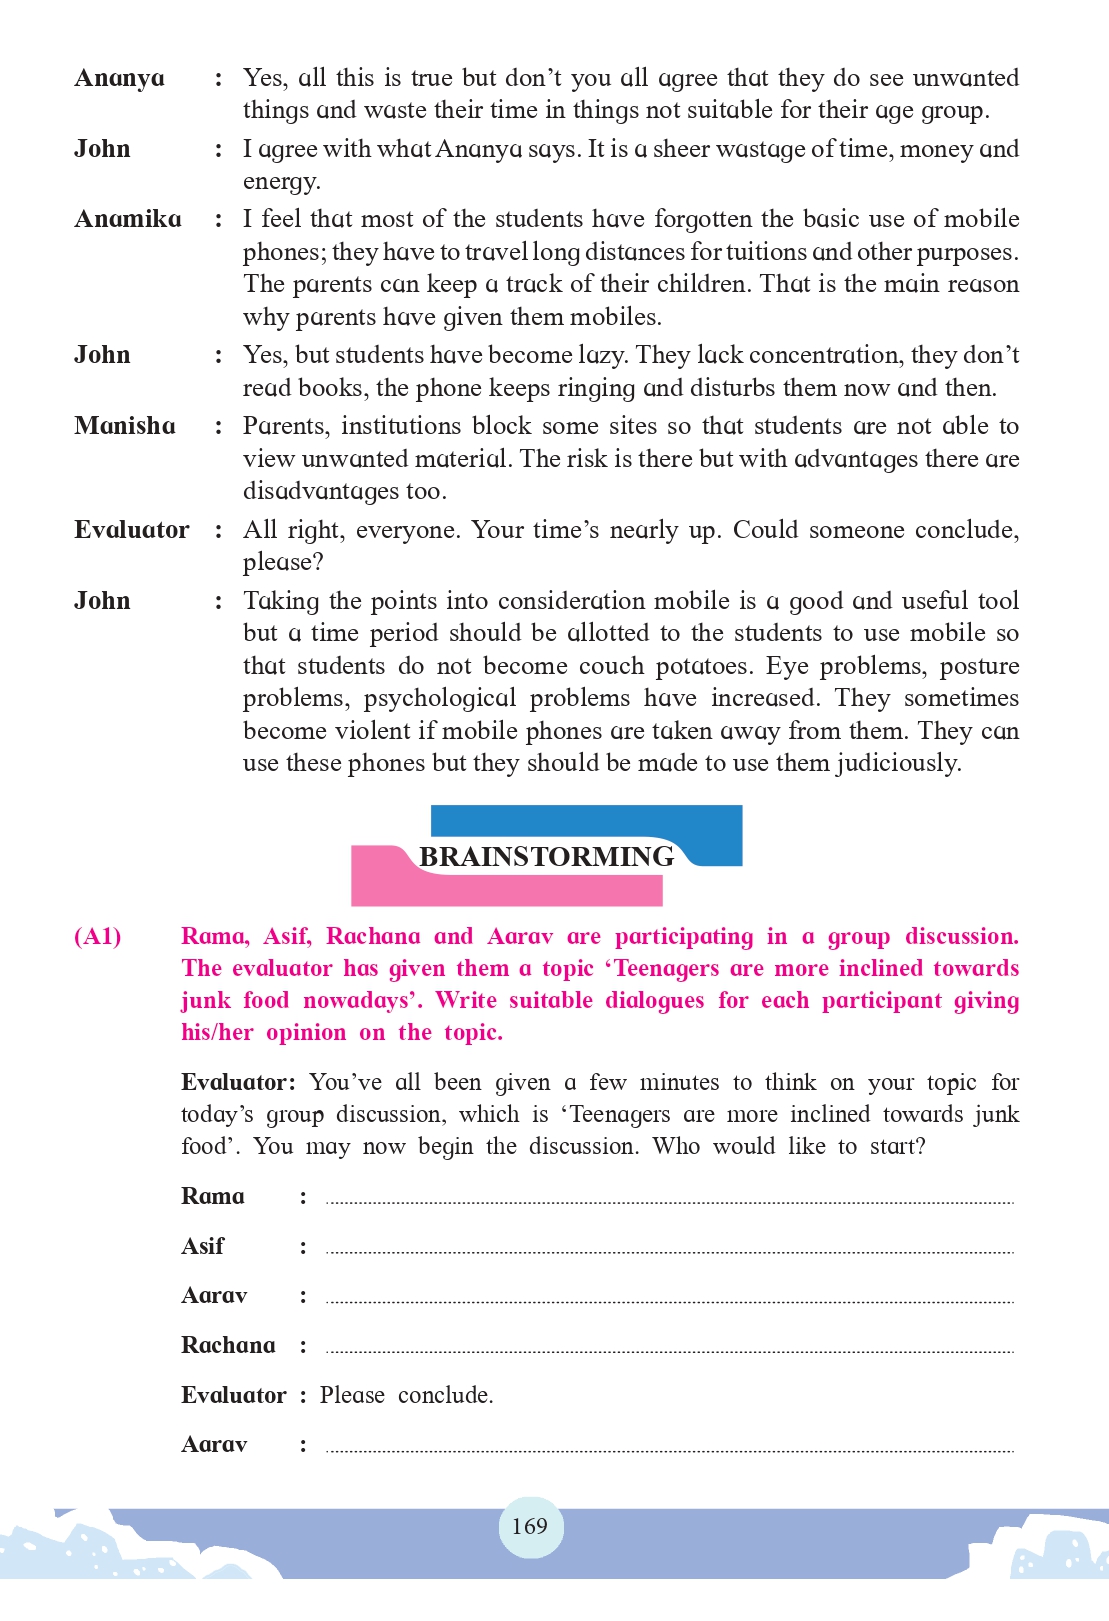 Ananya : Yes, all this is true but don’t you all agree that they do see unwanted
things and waste their time in things not suitable for their age group.
John : I agree with what Ananya says. It is a sheer wastage of time, money and
energy.
Anamika : I feel that most of the students have forgotten the basic use of mobile
phones; they have to travel long distances for tuitions and other purposes.
The parents can keep a track of their children. That is the main reason
why parents have given them mobiles.
John : Yes, but students have become lazy. They lack concentration, they don’t
read books, the phone keeps ringing and disturbs them now and then.
Manisha : Parents, institutions block some sites so that students are not able to
view unwanted material. The risk is there but with advantages there are
disadvantages too.
Evaluator : All right, everyone. Your time’s nearly up. Could someone conclude,
please?
John : Taking the points into consideration mobile is a good and useful tool
but a time period should be allotted to the students to use mobile so
that students do not become couch potatoes. Eye problems, posture
problems, psychological problems have increased. They sometimes
become violent if mobile phones are taken away from them. They can
use these phones but they should be made to use them judiciously.
BRAINSTORMING
(A1) Rama, Asif, Rachana and Aarav are participating in a group discussion.
The evaluator has given them a topic ‘Teenagers are more inclined towards
junk food nowadays’. Write suitable dialogues for each participant giving
his/her opinion on the topic.
Evaluator: You’ve all been given a few minutes to think on your topic for
today’s group discussion, which is ‘Teenagers are more inclined towards junk
food’. You may now begin the discussion. Who would like to start?
Rama :
Asif :
Aarav :
Rachana :
Evaluator : Please conclude.
Aarav :
169